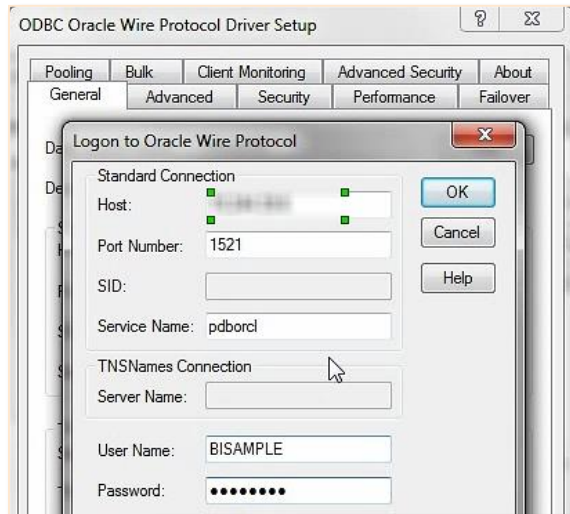 ODBC Oracle Wire Protocol Driver Setup
Pooling Bulk Client Monitoring Advanced Security About
General Advanced Security Performance Failover
Da
Logon to Oracle Wire Protocol
De
Standard Connection
Host:
OK
Port Number: 1521
Cancel
SID:
Help
Service Name: pdborcl
TNSNames Connection
Server Name:
User Name: BISAMPLE
Password: ●●●●●●●●